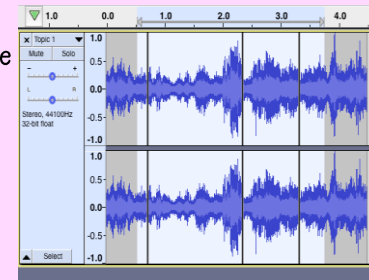 1.0 0.0 1.0 2.0 3.0 4.0
e
x Topic 1 ▼ 1.0
Mute Solo
0.5-
- +
0.0-
L R
Stereo, 44100Hz
32-bit float
-0.5-
-1.0
1.0
0.5-
0.0-
-0.5-
▲ Select -1.0